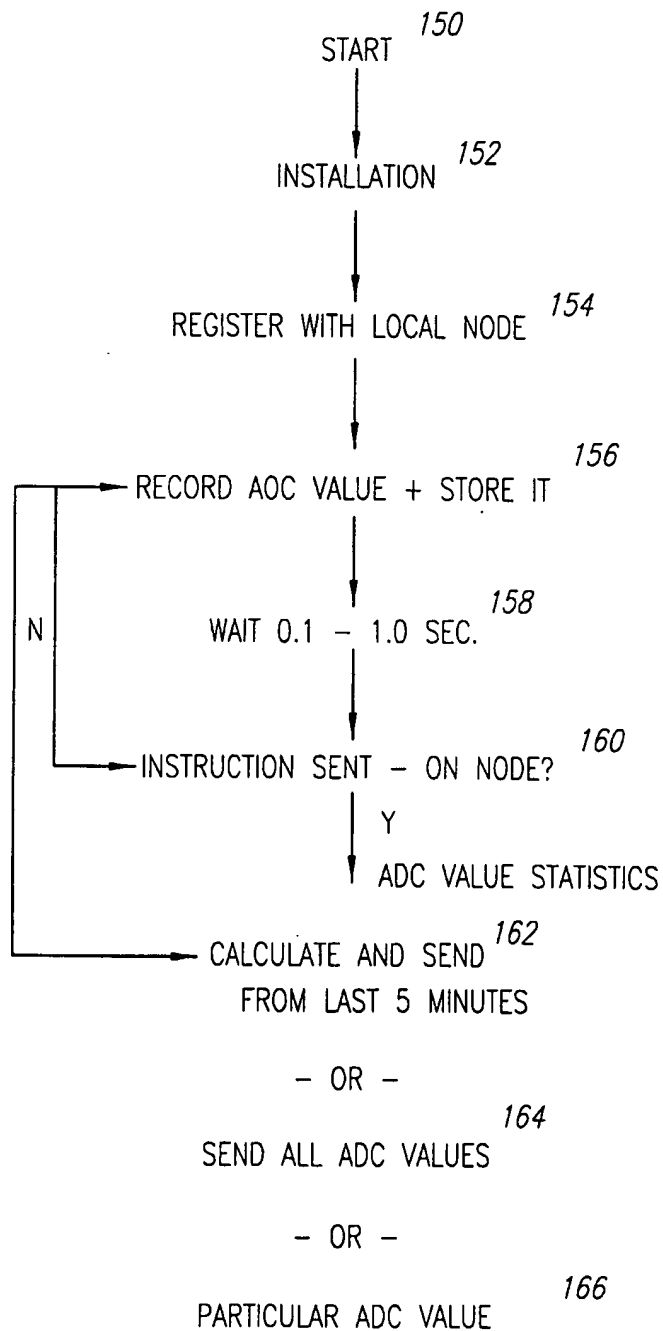 START 150
INSTALLATION 152
REGISTER WITH LOCAL NODE 154
RECORD AOC VALUE + STORE IT 156
N
WAIT 0.1 – 1.0 SEC. 158
INSTRUCTION SENT – ON NODE? 160
Y
ADC VALUE STATISTICS
CALCULATE AND SEND 162
FROM LAST 5 MINUTES
– OR –
SEND ALL ADC VALUES 164
– OR –
PARTICULAR ADC VALUE 166